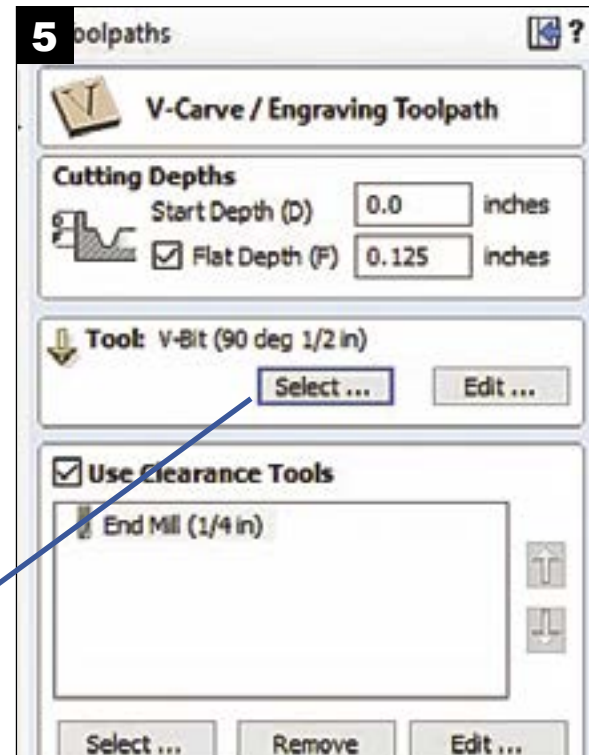 5 oolpaths ?
V-Carve / Engraving Toolpath
Cutting Depths
Start Depth (D) 0.0 inches
Flat Depth (F) 0.125 inches
Tool: V-Bit (90 deg 1/2 in)
Select ... Edit ...
Use Clearance Tools
End Mill (1/4 in)
Select ... Remove Edit ...